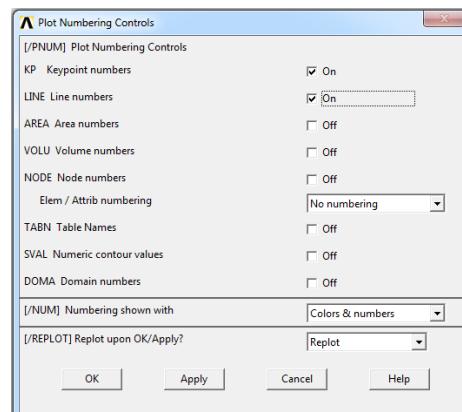 Plot Numbering Controls
[/PNUM] Plot Numbering Controls
KP Keypoint numbers On
LINE Line numbers On
AREA Area numbers Off
VOLU Volume numbers Off
NODE Node numbers Off
Elem / Attrib numbering No numbering
TABN Table Names Off
SVAL Numeric contour values Off
DOMA Domain numbers Off
[/NUM] Numbering shown with Colors & numbers
[/REPLOT] Replot upon OK/Apply? Replot
OK Apply Cancel Help